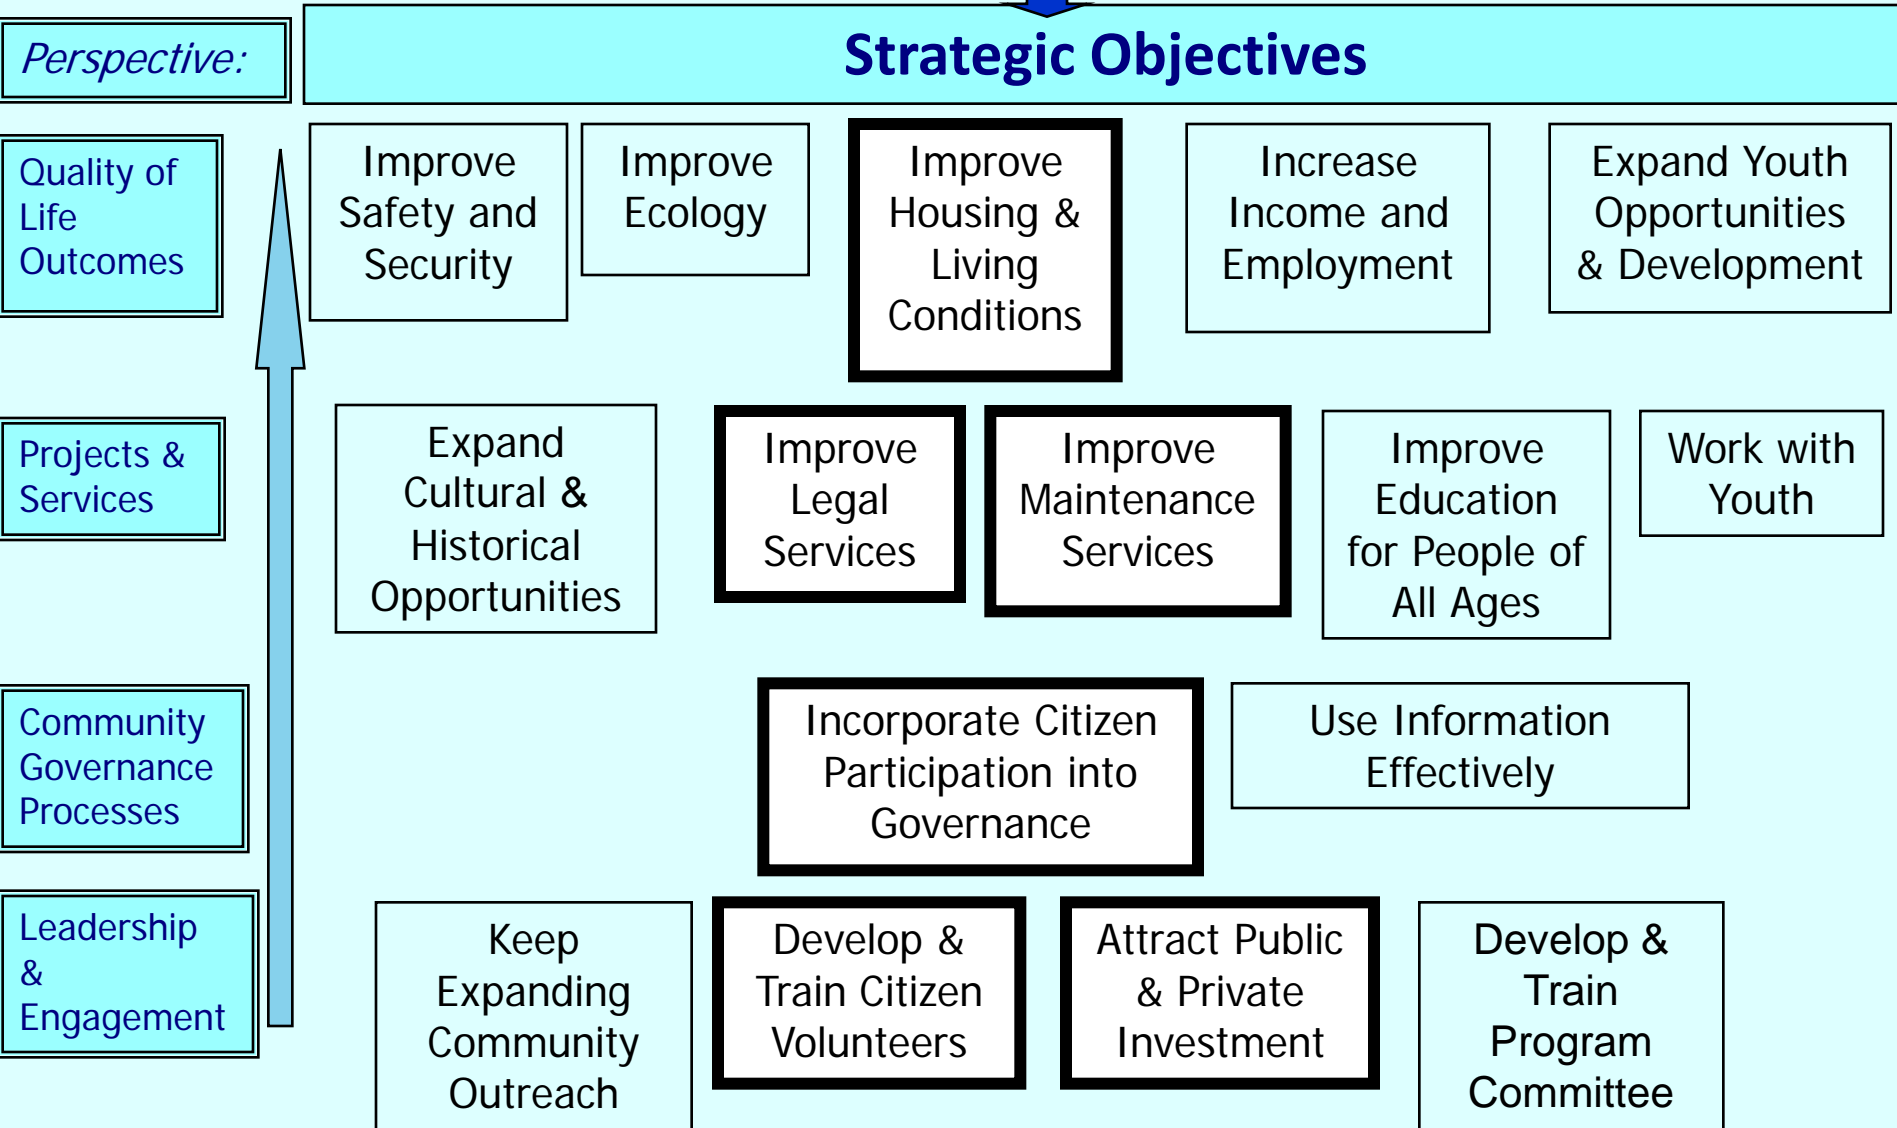 Perspective:
Strategic Objectives
Quality of
Life
Outcomes
Improve
Safety and
Security
Improve
Ecology
Improve
Housing &
Living
Conditions
Increase
Income and
Employment
Expand Youth
Opportunities
& Development
Projects &
Services
Expand
Cultural &
Historical
Opportunities
Improve
Legal
Services
Improve
Maintenance
Services
Improve
Education
for People of
All Ages
Work with
Youth
Community
Governance
Processes
Incorporate Citizen
Participation into
Governance
Use Information
Effectively
Leadership
&
Engagement
Keep
Expanding
Community
Outreach
Develop &
Train Citizen
Volunteers
Attract Public
& Private
Investment
Develop &
Train
Program
Committee